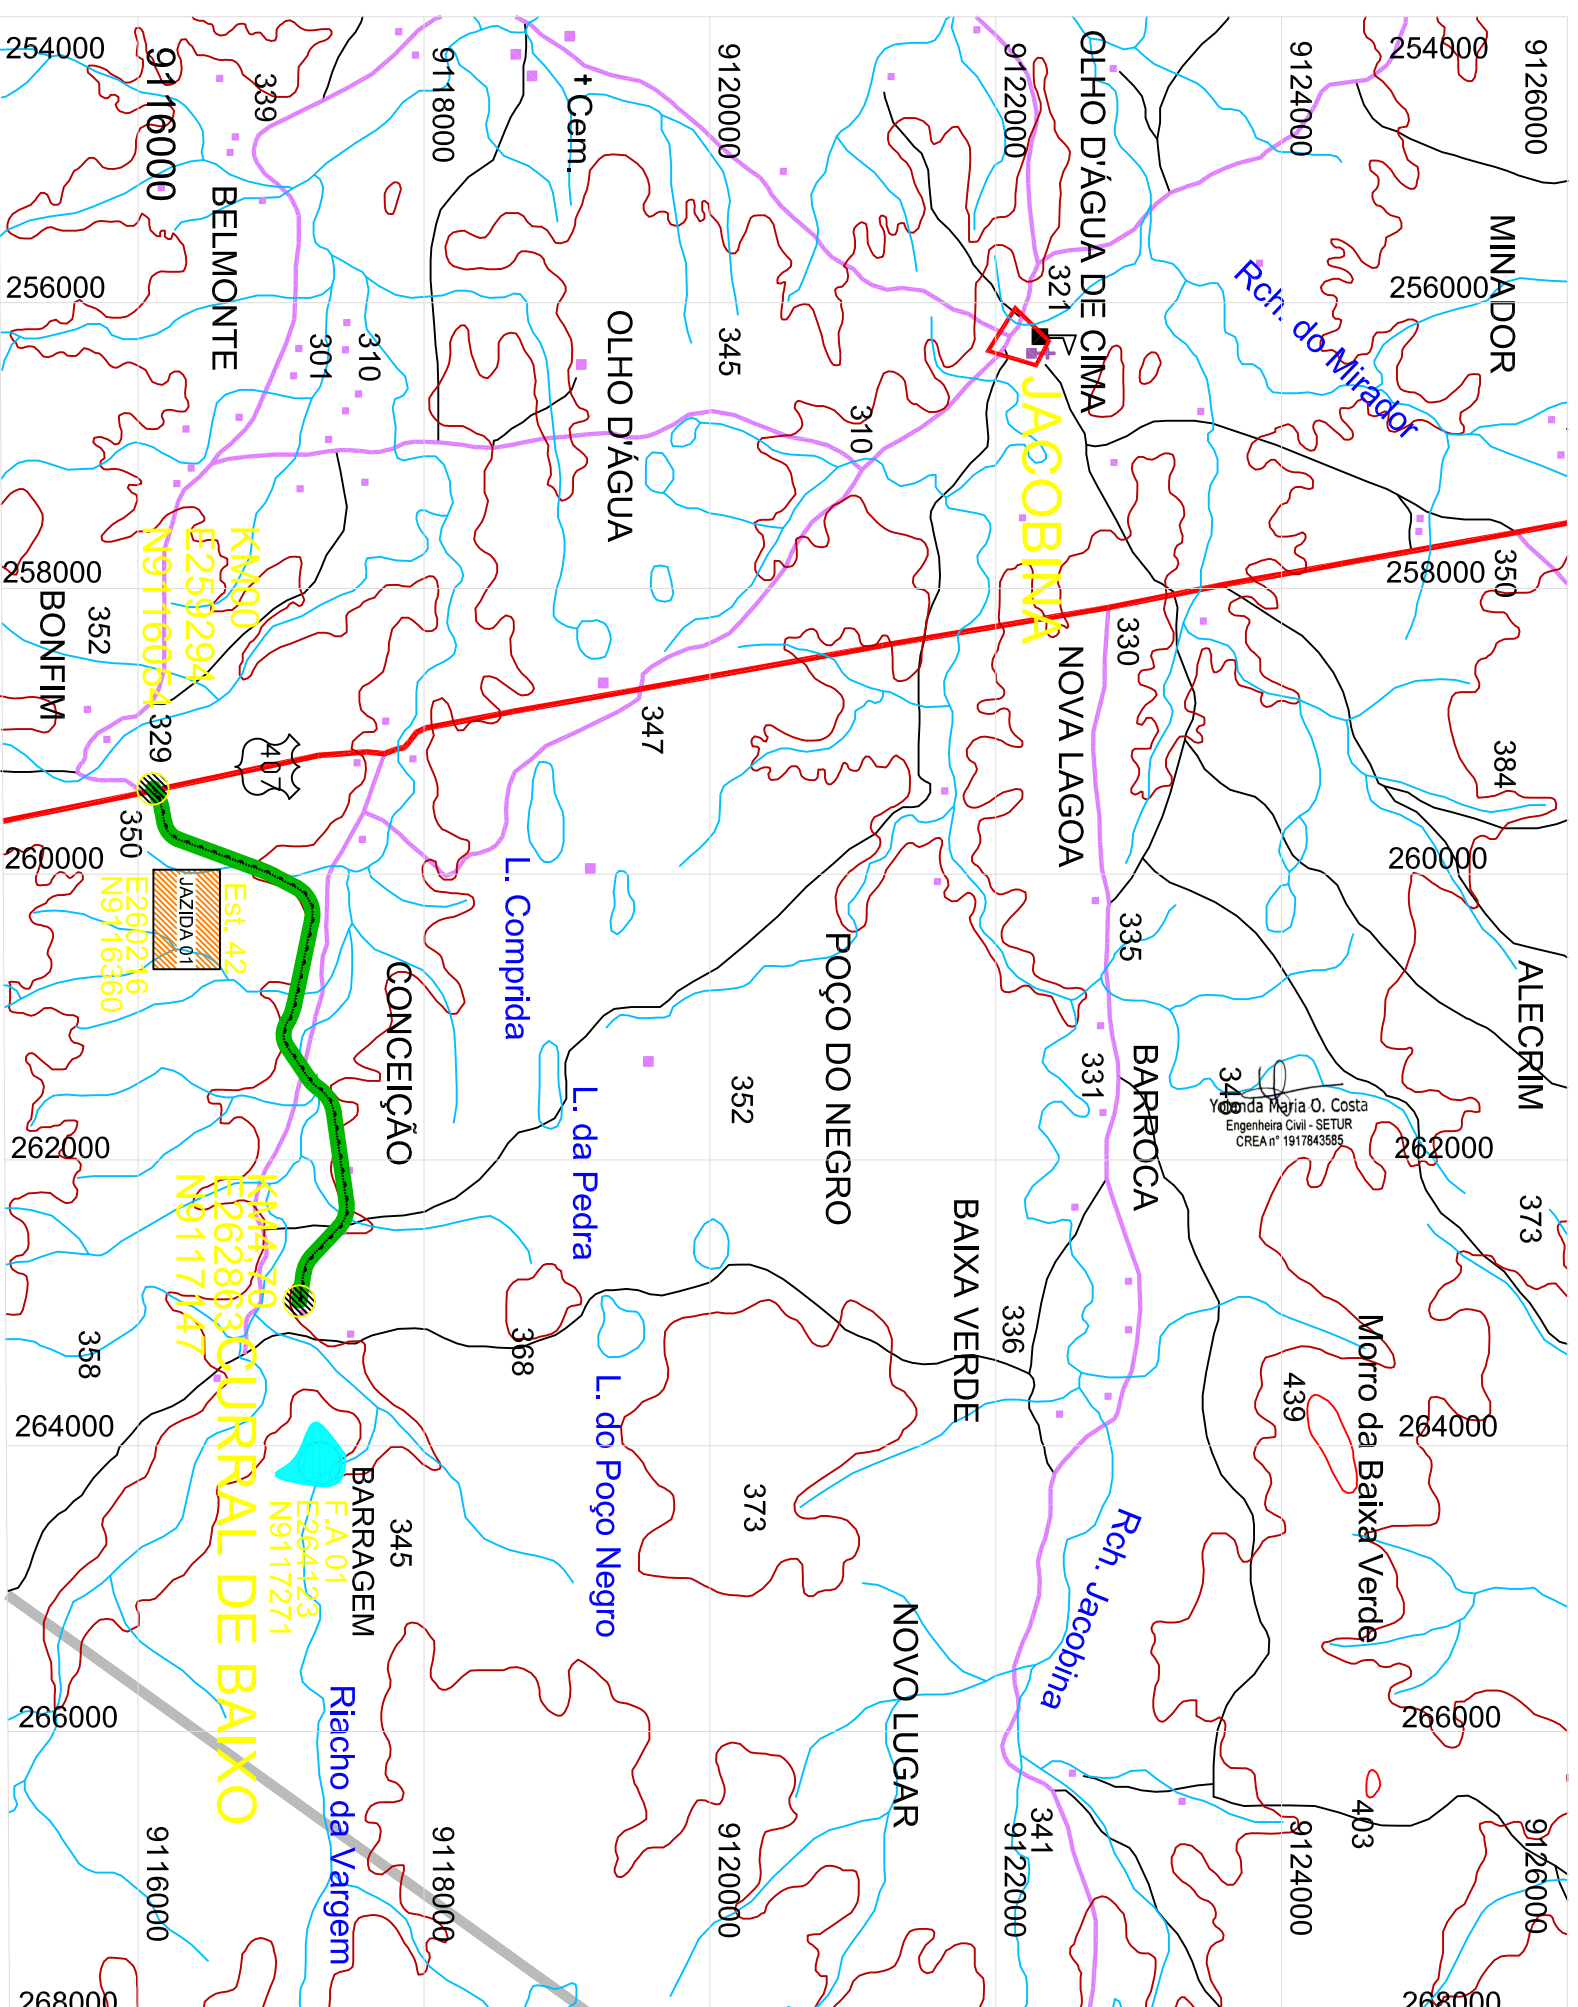 254000
9116000
339
9118000
† Cem.
9120000
9122000
OLHO D'ÁGUA DE CIMA
9124000
254000
9126000
BELMONTE
MINADOR
Rch. do Mirador
256000
301
310
OLHO D'ÁGUA
345
310
321
JACOBINA
256000
KM00
E2592294
N9116054
258000
BONFIM
352
329
407
347
NOVA LAGOA
330
258000
350
384
350
260000
JAZIDA 01
Est. 42
E260216
N9116360
CONCEIÇÃO
L. Comprida
POÇO DO NEGRO
335
260000
ALECRIM
262000
L. da Pedra
352
331
BARROCA
Yolanda Maria O. Costa
Engenheira Civil - SETUR
CREA n° 1917843585
262000
373
KM4,70
E262863
N9117147
358
368
L. do Poço Negro
BAIXA VERDE
336
439
Morro da Baixa Verde
264000
CURRAL DE BAIXO
BARRAGEM
F.A 01
E264123
N9117271
345
373
Rch. Jacobina
264000
266000
Riacho da Vargem
NOVO LUGAR
266000
9116000
9118000
9120000
341
9122000
9124000
403
9126000
268000
268000